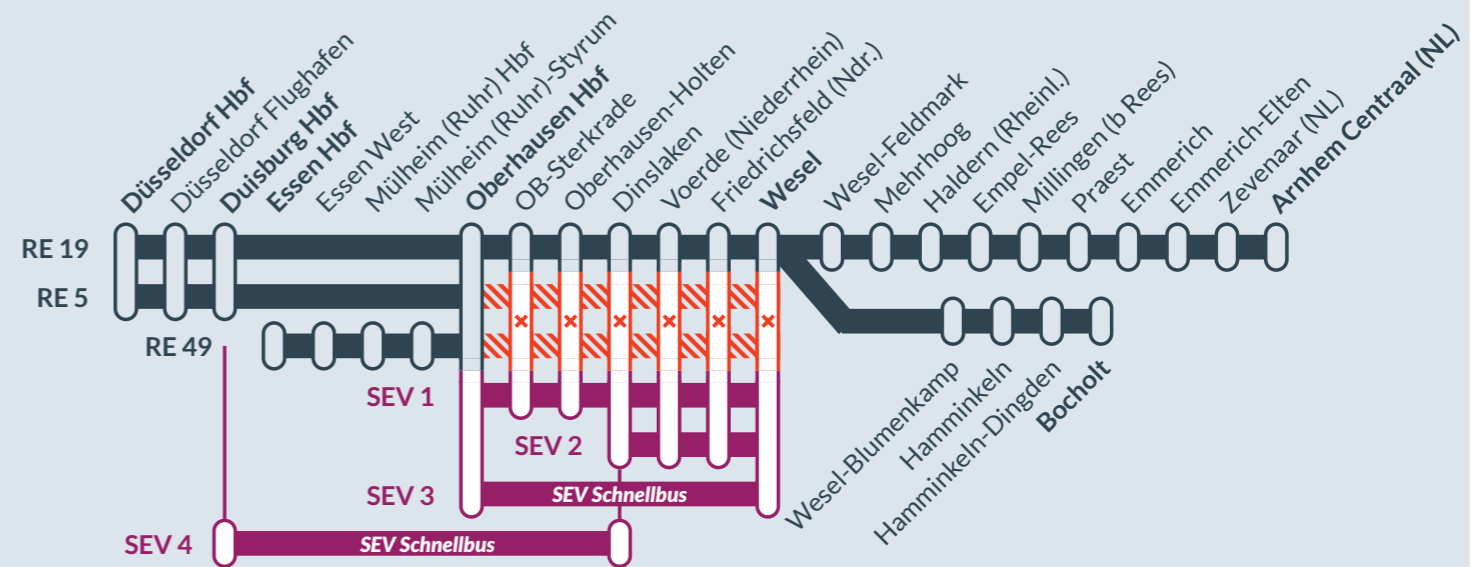 Düsseldorf Hbf
Düsseldorf Flughafen
Duisburg Hbf
Essen Hbf
Essen West
Mülheim (Ruhr) Hbf
Mülheim (Ruhr)-Styrum
Oberhausen Hbf
OB-Sterkrade
Oberhausen-Holten
Dinslaken
Voerde (Niederrhein)
Friedrichsfeld (Ndr.)
Wesel
Wesel-Feldmark
Mehrhoog
Haldern (Rheinl.)
Empel-Rees
Millingen (b Rees)
Praest
Emmerich
Emmerich-Elten
Zevenaar (NL)
Arnhem Centraal (NL)
RE 19
RE 5
RE 49
SEV 1
SEV 2
SEV 3
SEV Schnellbus
SEV 4
SEV Schnellbus
Wesel-Blumenkamp
Hamminkeln
Hamminkeln-Dingden
Bocholt